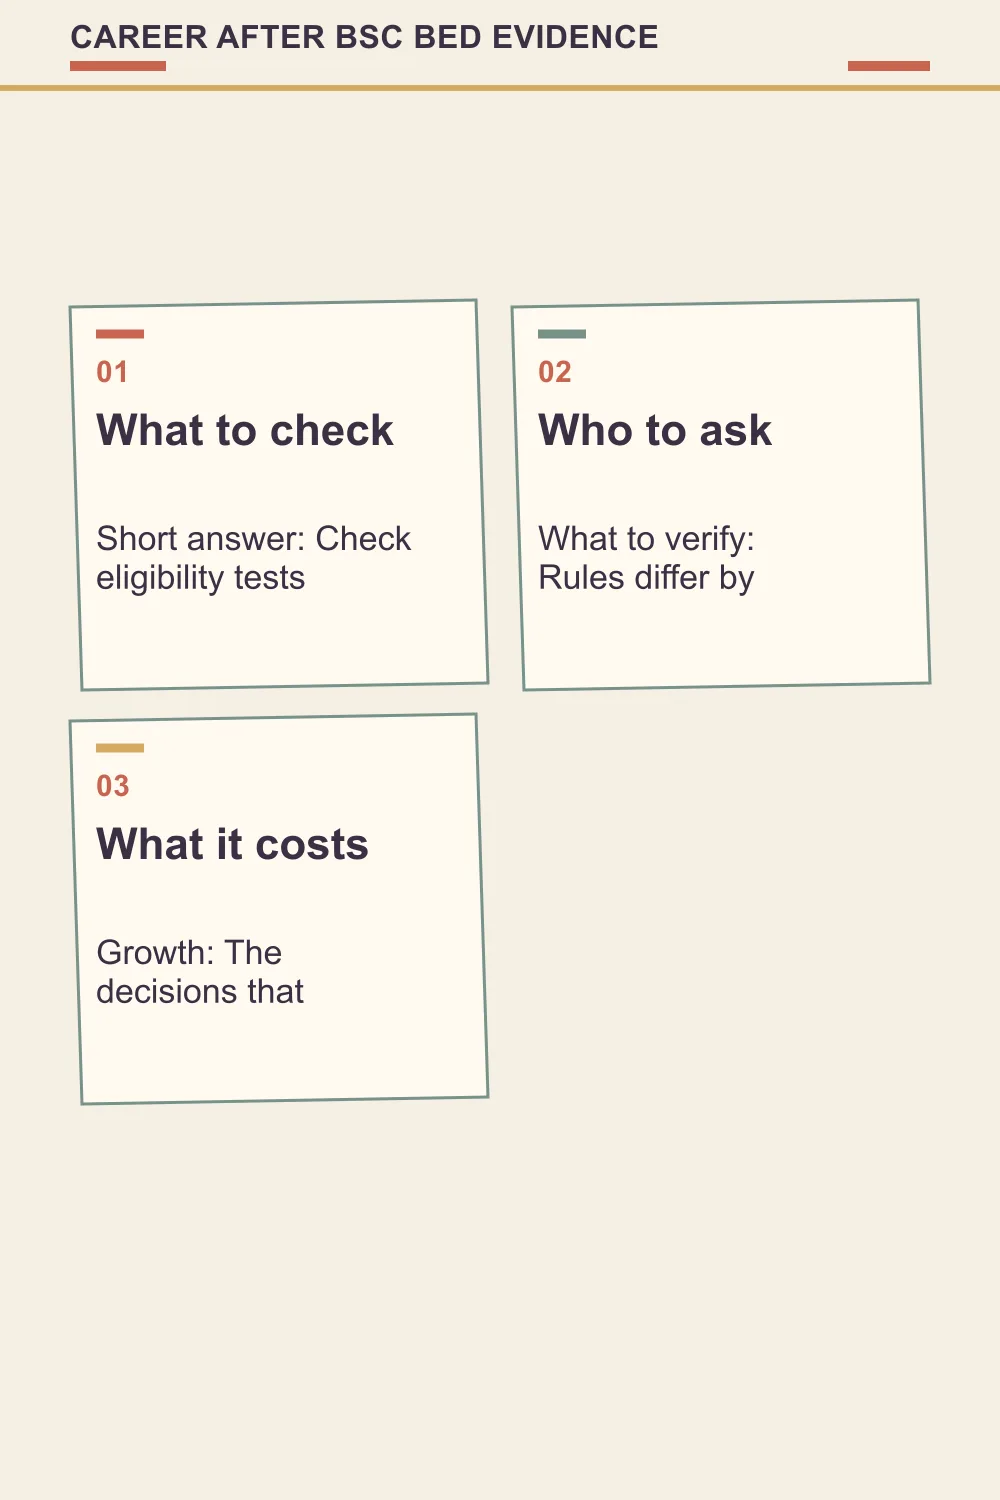 CAREER AFTER BSC BED EVIDENCE
01
What to check
Short answer: Check
eligibility tests
02
Who to ask
What to verify:
Rules differ by
03
What it costs
Growth: The
decisions that